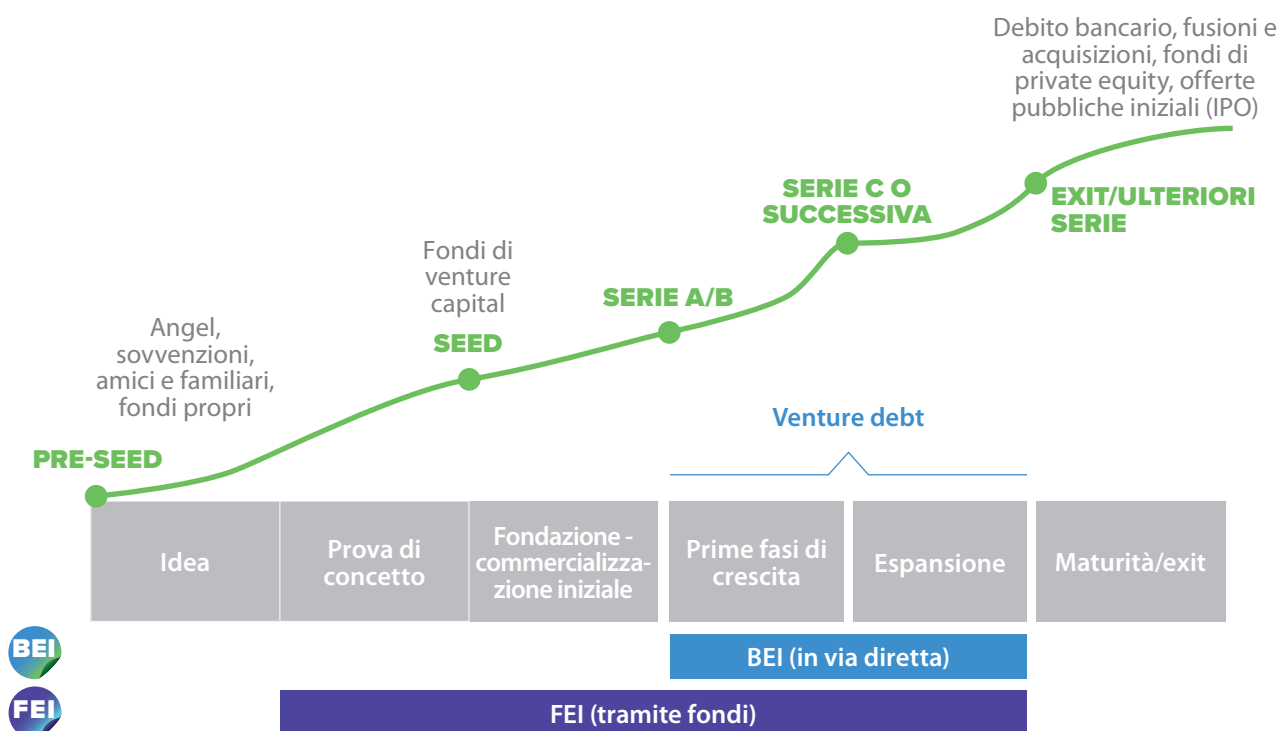 Debito bancario, fusioni e
acquisizioni, fondi di
private equity, offerte
pubbliche iniziali (IPO)
SERIE C O
SUCCESSIVA
EXIT/ULTERIORI
SERIE
Fondi di
venture
capital
SERIE A/B
SEED
Angel,
sovvenzioni,
amici e familiari,
fondi propri
PRE-SEED
Venture debt
Idea
Prova di
concetto
Fondazione -
commercializza-
zione iniziale
Prime fasi di
crescita
Espansione
Maturità/exit
BEI
BEI (in via diretta)
FEI
FEI (tramite fondi)